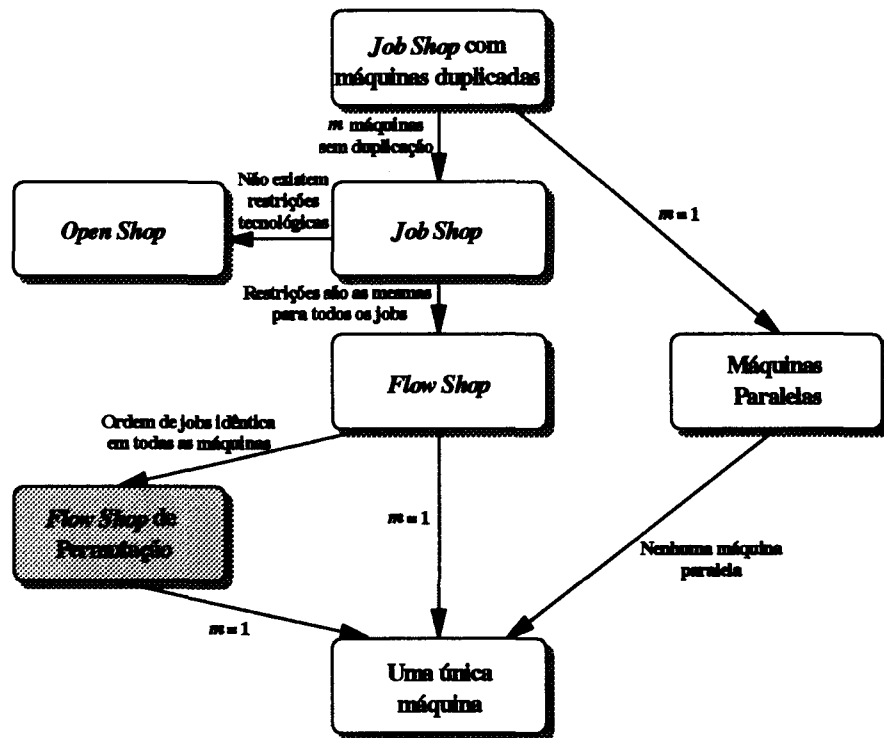 Job Shop com
máquinas duplicadas
m máquinas
sem duplicação
Não existem
restrições
tecnológicas
m = 1
Open Shop
Job Shop
Restrições são as mesmas
para todos os jobs
Flow Shop
Máquinas
Paralelas
Ordem de jobs idêntica
em todas as máquinas
Flow Shop de
Permutação
m = 1
Nenhuma máquina
paralela
m = 1
Uma única
máquina